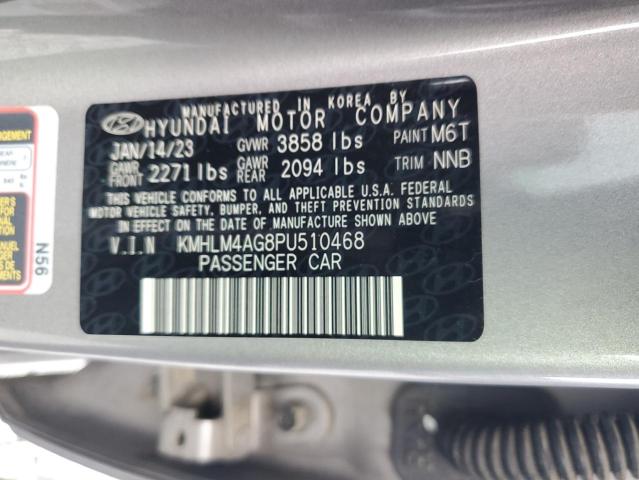 MANUFACTURED IN KOREA BY
HYUNDAI MOTOR COMPANY
JAN/14/23 GVWR 3858 lbs PAINT M6T
GAWR FRONT 2271 lbs GAWR REAR 2094 lbs TRIM NNB
THIS VEHICLE CONFORMS TO ALL APPLICABLE U.S.A. FEDERAL
MOTOR VEHICLE SAFETY, BUMPER, AND THEFT PREVENTION STANDARDS
IN EFFECT ON THE DATE OF MANUFACTURE SHOWN ABOVE.
V.I.N KMHLM4AG8PU510468
PASSENGER CAR
N56